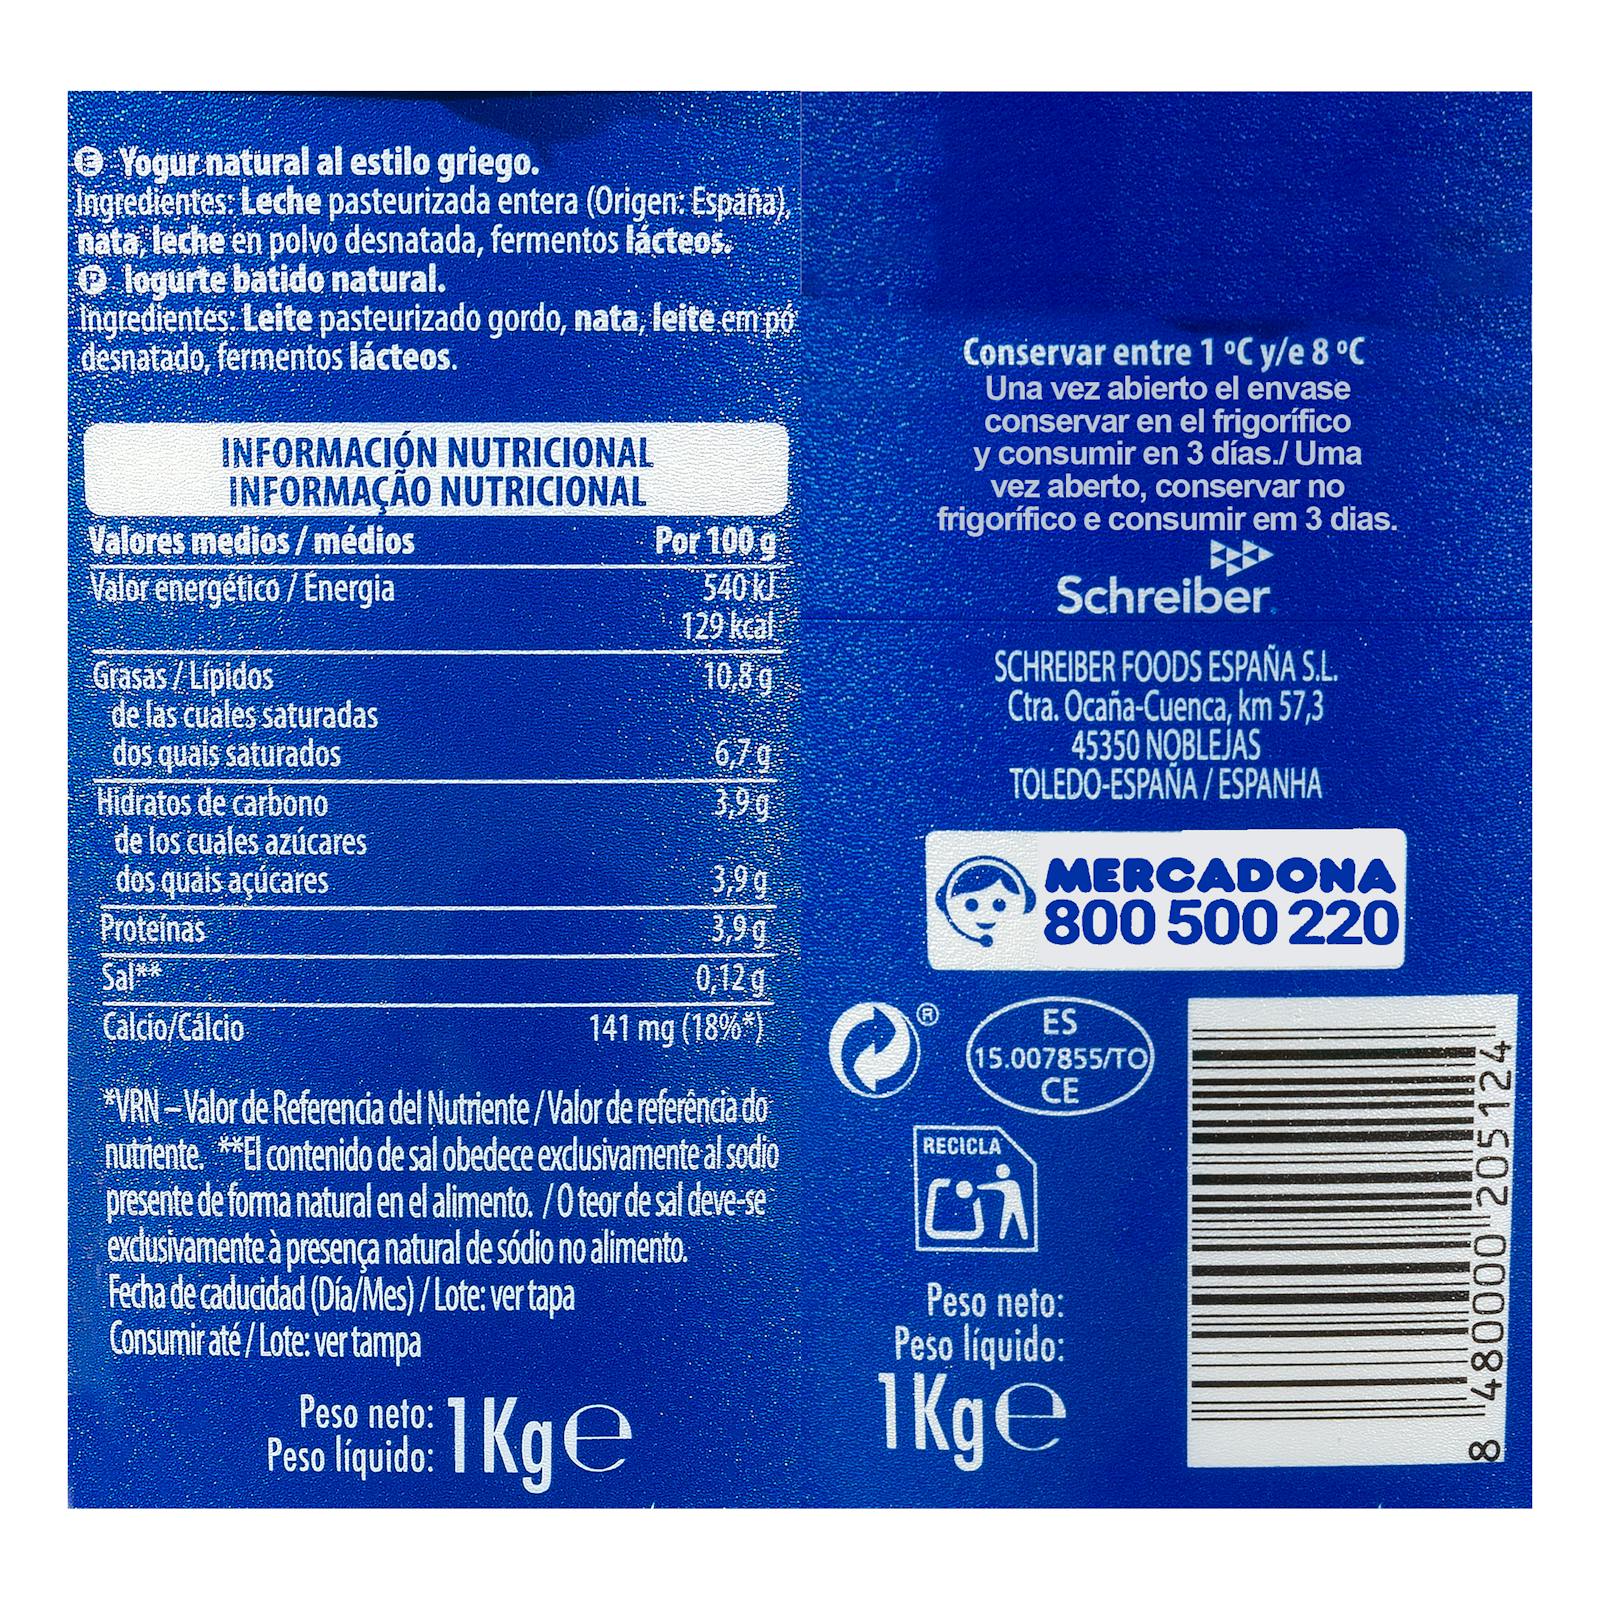 E Yogur natural al estilo griego.
Ingredientes: Leche pasteurizada entera (Origen: España),
nata, leche en polvo desnatada, fermentos lácteos.
P Iogurte batido natural.
Ingredientes: Leite pasteurizado gordo, nata, leite em pó
desnatado, fermentos lácteos.
INFORMACIÓN NUTRICIONAL
INFORMAÇÃO NUTRICIONAL
Valores medios / médios Por 100 g
Valor energético / Energia 540 kJ
129 kcal
Grasas / Lípidos 10,8 g
de las cuales saturadas
dos quais saturados 6,7 g
Hidratos de carbono 3,9 g
de los cuales azúcares
dos quais açúcares 3,9 g
Proteínas 3,9 g
Sal** 0,12 g
Calcio/Cálcio 141 mg (18%*)
*VRN – Valor de Referencia del Nutriente / Valor de referência do
nutriente. **El contenido de sal obedece exclusivamente al sodio
presente de forma natural en el alimento. / O teor de sal deve-se
exclusivamente à presença natural de sódio no alimento.
Fecha de caducidad (Día/Mes) / Lote: ver tapa
Consumir até / Lote: ver tampa
Peso neto:
Peso líquido: 1 Kg e
Conservar entre 1 ºC y/e 8 ºC
Una vez abierto el envase
conservar en el frigorífico
y consumir en 3 días./ Uma
vez aberto, conservar no
frigorífico e consumir em 3 dias.
Schreiber
SCHREIBER FOODS ESPAÑA S.L.
Ctra. Ocaña-Cuenca, km 57,3
45350 NOBLEJAS
TOLEDO-ESPAÑA / ESPANHA
MERCADONA
800 500 220
®
ES
15.007855/TO
CE
RECICLA
Peso neto:
Peso líquido:
1 Kg e
8 480000 205124